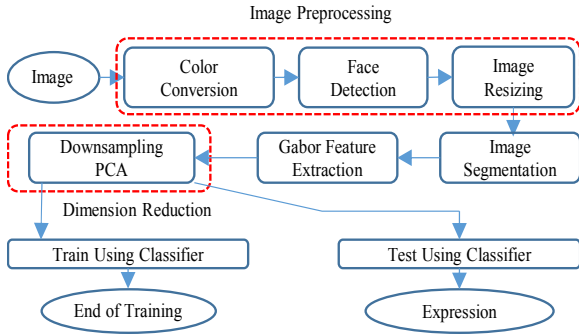 Image Preprocessing
Image
Color
Conversion
Face
Detection
Image
Resizing
Downsampling
PCA
Gabor Feature
Extraction
Image
Segmentation
Dimension Reduction
Train Using Classifier
Test Using Classifier
End of Training
Expression